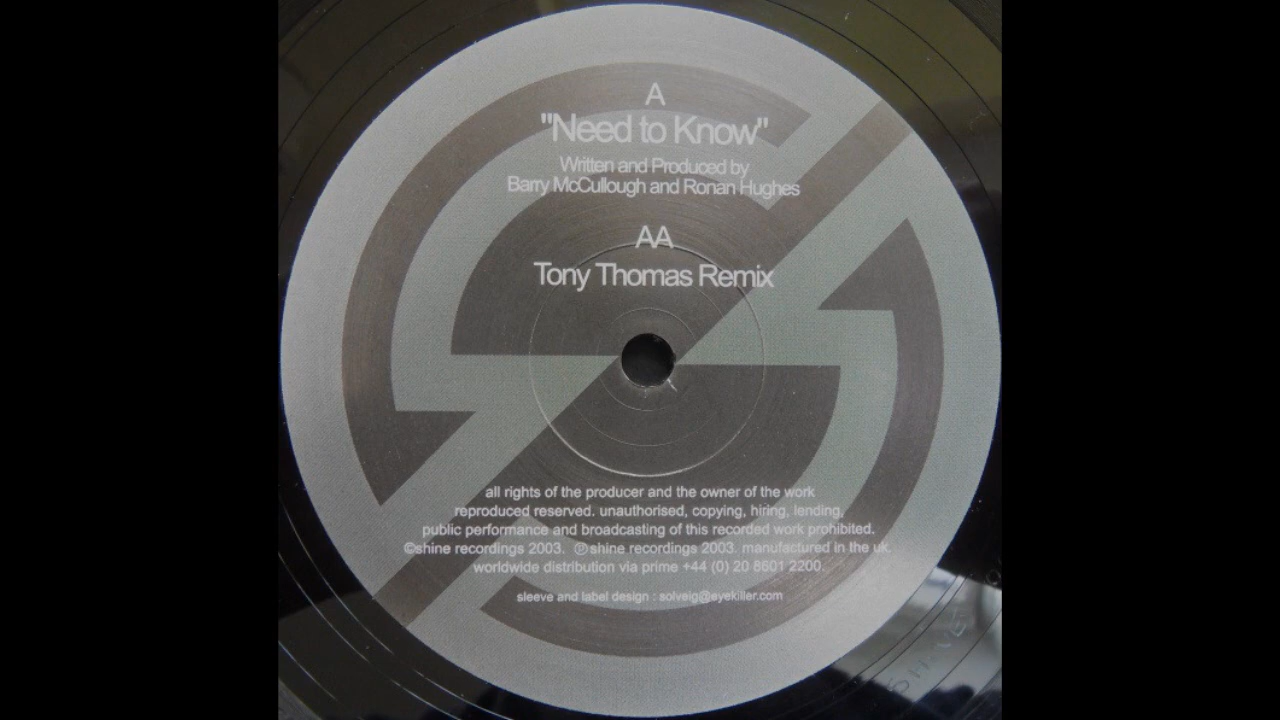 A
"Need to Know"
Written and Produced by
Barry McCullough and Ronan Hughes
AA
Tony Thomas Remix
all rights of the producer and the owner of the work
reproduced reserved. unauthorised, copying, hiring, lending,
public performance and broadcasting of this recorded work prohibited.
©shine recordings 2003. ℗shine recordings 2003. manufactured in the uk.
worldwide distribution via prime +44 (0) 20 8601 2200.
sleeve and label design : solveig@eyekiller.com